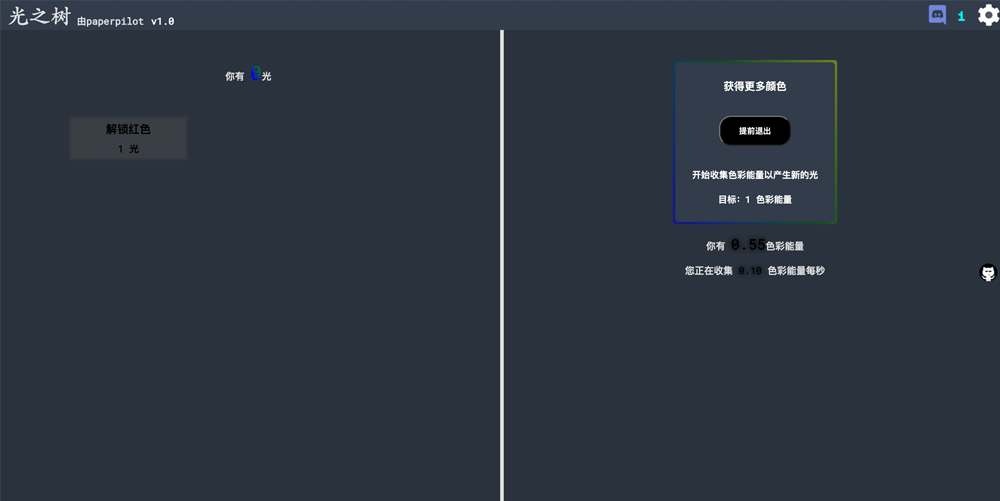 光之树 由paperpilot v1.0
i
你有 0光
解锁红色
1 光
获得更多颜色
提前退出
开始收集色彩能量以产生新的光
目标：1 色彩能量
你有 0.55色彩能量
您正在收集 0.10 色彩能量每秒